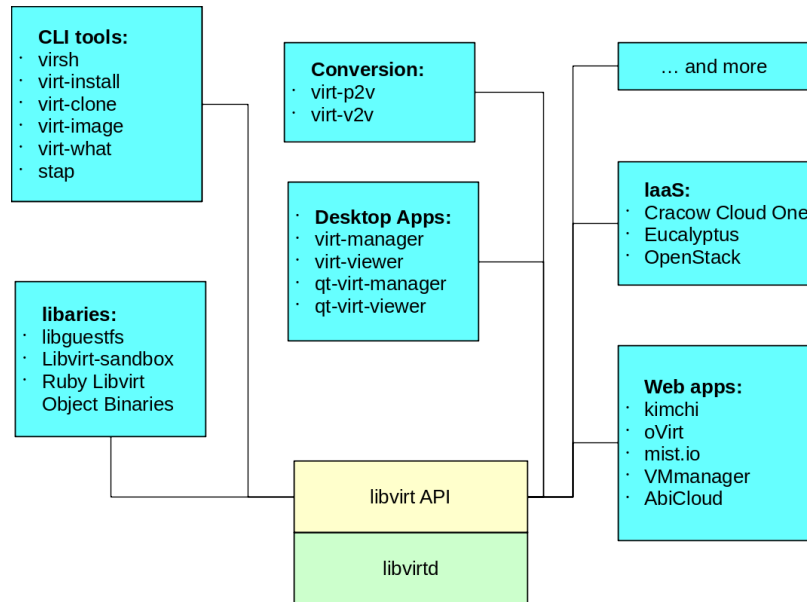 CLI tools:
· virsh
· virt-install
· virt-clone
· virt-image
· virt-what
· stap
Conversion:
· virt-p2v
· virt-v2v
… and more
· Desktop Apps:
· virt-manager
· virt-viewer
· qt-virt-manager
· qt-virt-viewer
IaaS:
· Cracow Cloud One
· Eucalyptus
· OpenStack
libaries:
· libguestfs
· Libvirt-sandbox
· Ruby Libvirt
Object Binaries
Web apps:
· kimchi
· oVirt
· mist.io
· VMmanager
· AbiCloud
libvirt API
libvirtd